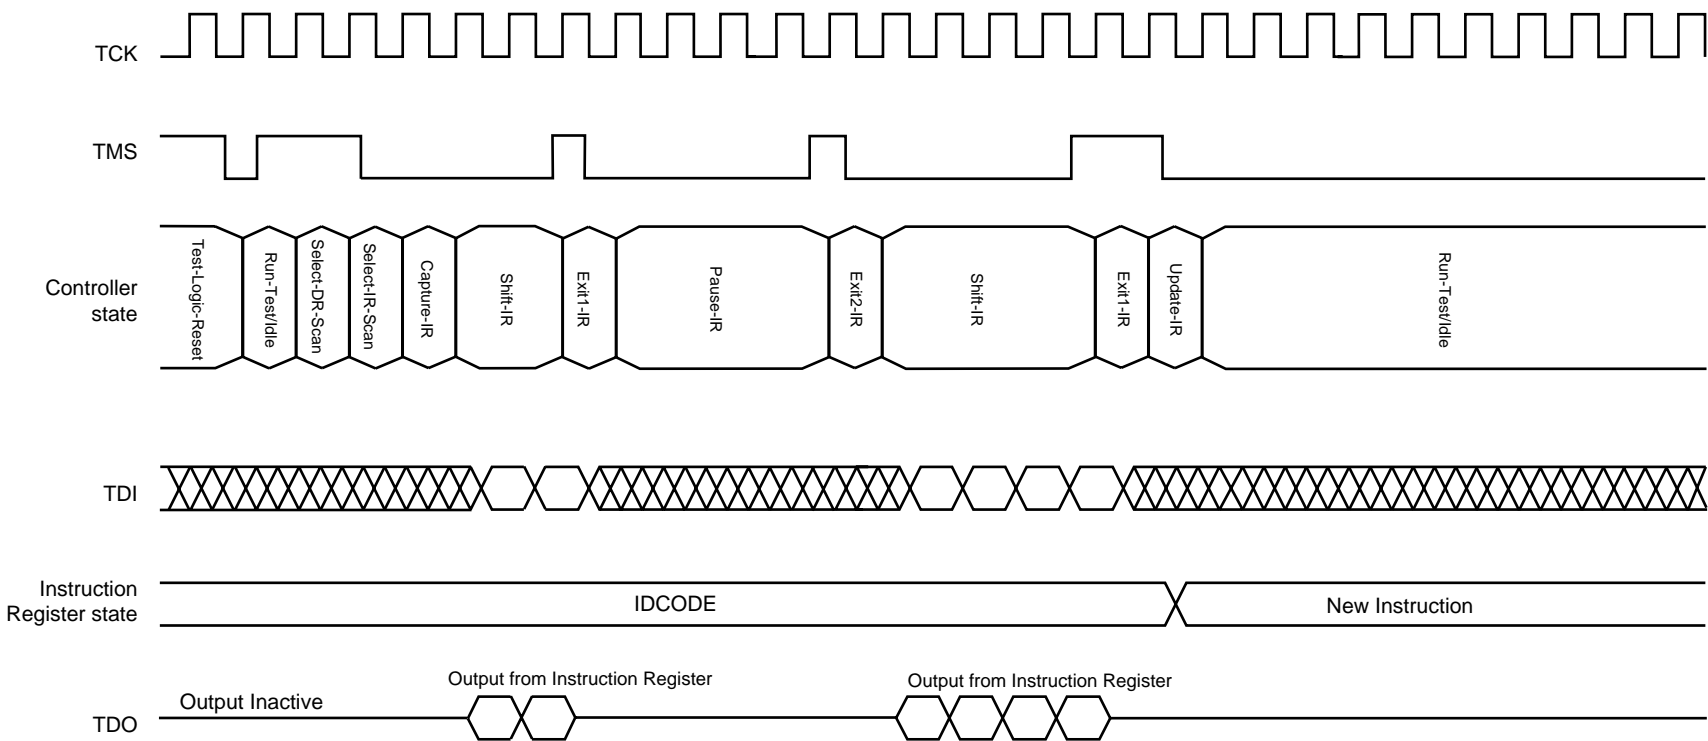 TCK
TMS
Controller
state
Test-Logic-Reset
Run-Test/Idle
Select-DR-Scan
Select-IR-Scan
Capture-IR
Shift-IR
Exit1-IR
Pause-IR
Exit2-IR
Shift-IR
Exit1-IR
Update-IR
Run-Test/Idle
TDI
Instruction
Register state
IDCODE
New Instruction
Output from Instruction Register
Output from Instruction Register
Output Inactive
TDO